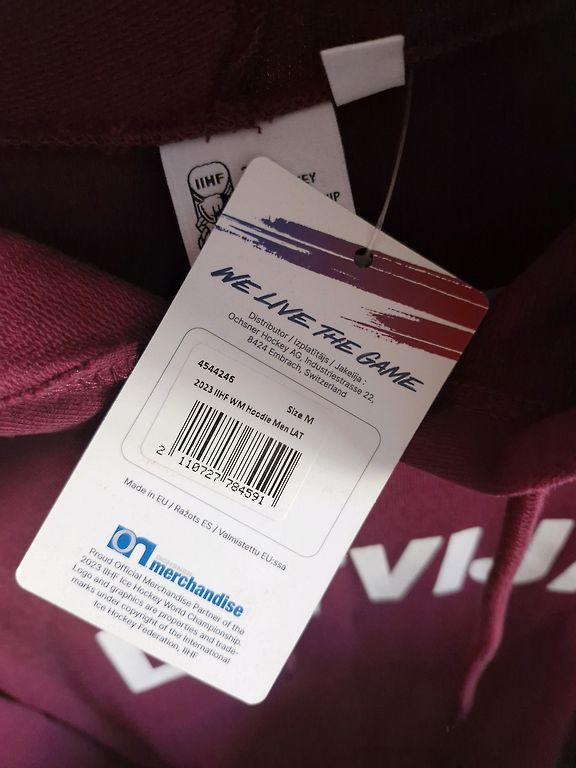 IIHF
WE LIVE THE GAME
Distributor / Izplatītājs / Jakelija :
Ochsner Hockey AG, Industriestrasse 22,
8424 Embrach, Switzerland
4544246
Size M
2023 IIHF WM Hoodie Men LAT
2 110727 784591
Made in EU / Ražots ES / Valmistettu EU:ssa
merchandise
Proud Official Merchandise Partner of the
2023 IIHF Ice Hockey World Championship.
Logo and graphics are properties and trade-
marks under copyright of the International
Ice Hockey Federation, IIHF